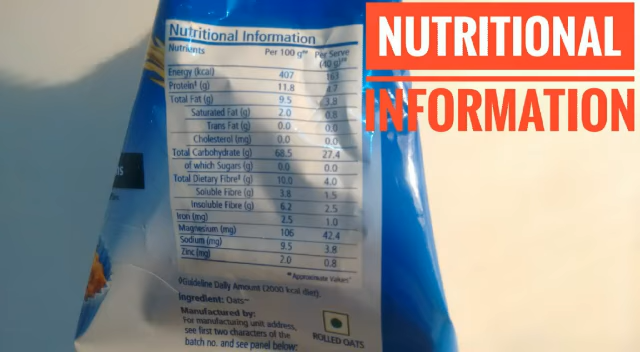 NUTRITIONAL
INFORMATION
Nutritional Information
Nutrients Per 100 g** Per Serve
(40 g)**
Energy (kcal) 407 163
Protein† (g) 11.8 4.7
Total Fat (g) 9.5 3.8
Saturated Fat (g) 2.0 0.8
Trans Fat (g) 0.0 0.0
Cholesterol (mg) 0.0 0.0
Total Carbohydrate (g) 68.5 27.4
of which Sugars (g) 0.0 0.0
Total Dietary Fibre‡ (g) 10.0 4.0
Soluble Fibre (g) 3.8 1.5
Insoluble Fibre (g) 6.2 2.5
Iron (mg) 2.5 1.0
Magnesium (mg) 106 42.4
Sodium (mg) 9.5 3.8
Zinc (mg) 2.0 0.8
**Approximate Values
Guideline Daily Amount (2000 kcal diet).
Ingredient: Oats
Manufactured by:
For manufacturing unit address,
see first two characters of the
batch no. and see panel below:
ROLLED OATS